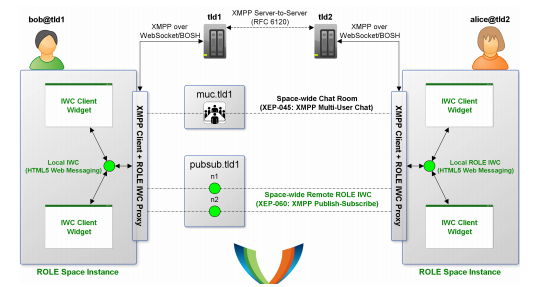 bob@tld1
tld1
tld2
alice@tld2
XMPP Server-to-Server
(RFC 6120)
XMPP over
WebSocket/BOSH
XMPP over
WebSocket/BOSH
IWC Client
Widget
Local IWC
(HTML5 Web Messaging)
IWC Client
Widget
ROLE Space Instance
XMPP Client + ROLE IWC Proxy
muc.tld1
Space-wide Chat Room
(XEP-045: XMPP Multi-User Chat)
pubsub.tld1
n1
n2
Space-wide Remote ROLE IWC
(XEP-060: XMPP Publish-Subscribe)
XMPP Client + ROLE IWC Proxy
IWC Client
Widget
Local ROLE IWC
(HTML5 Web Messaging)
IWC Client
Widget
ROLE Space Instance